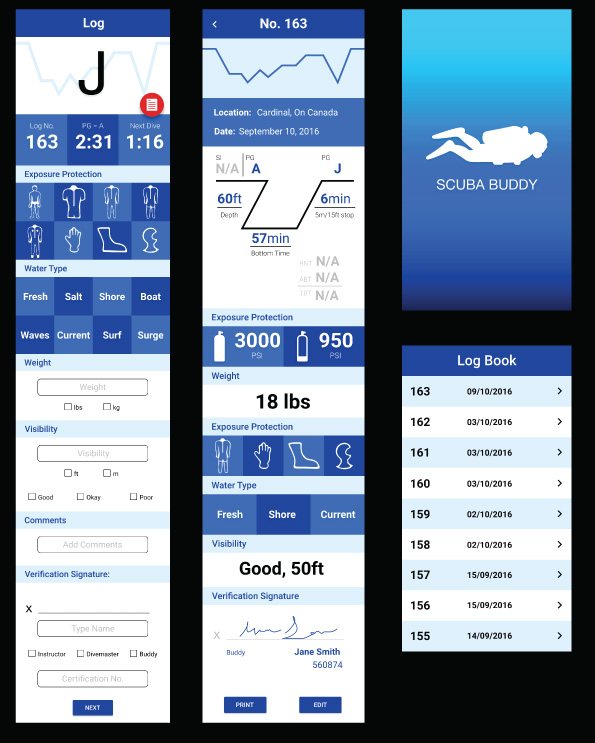 Log
J
Log No.
PG = A
Next Dive
163
2:31
1:16
Exposure Protection
Water Type
Fresh
Salt
Shore
Boat
Waves
Current
Surf
Surge
Weight
Weight
lbs
kg
Visibility
Visibility
ft
m
Good
Okay
Poor
Comments
Add Comments
Verification Signature:
X
Type Name
Instructor
Divemaster
Buddy
Certification No.
NEXT
No. 163
Location: Cardinal, On Canada
Date: September 10, 2016
SI
PG
PG
N/A
A
J
60ft
6min
Depth
5m/15ft stop
57min
Bottom Time
RNT N/A
ABT N/A
TBT N/A
Exposure Protection
3000
950
PSI
PSI
Weight
18 lbs
Exposure Protection
Water Type
Fresh
Shore
Current
Visibility
Good, 50ft
Verification Signature
X
Buddy
Jane Smith
560874
PRINT
EDIT
SCUBA BUDDY
Log Book
163 09/10/2016
162 03/10/2016
161 03/10/2016
160 03/10/2016
159 02/10/2016
158 02/10/2016
157 15/09/2016
156 15/09/2016
155 14/09/2016